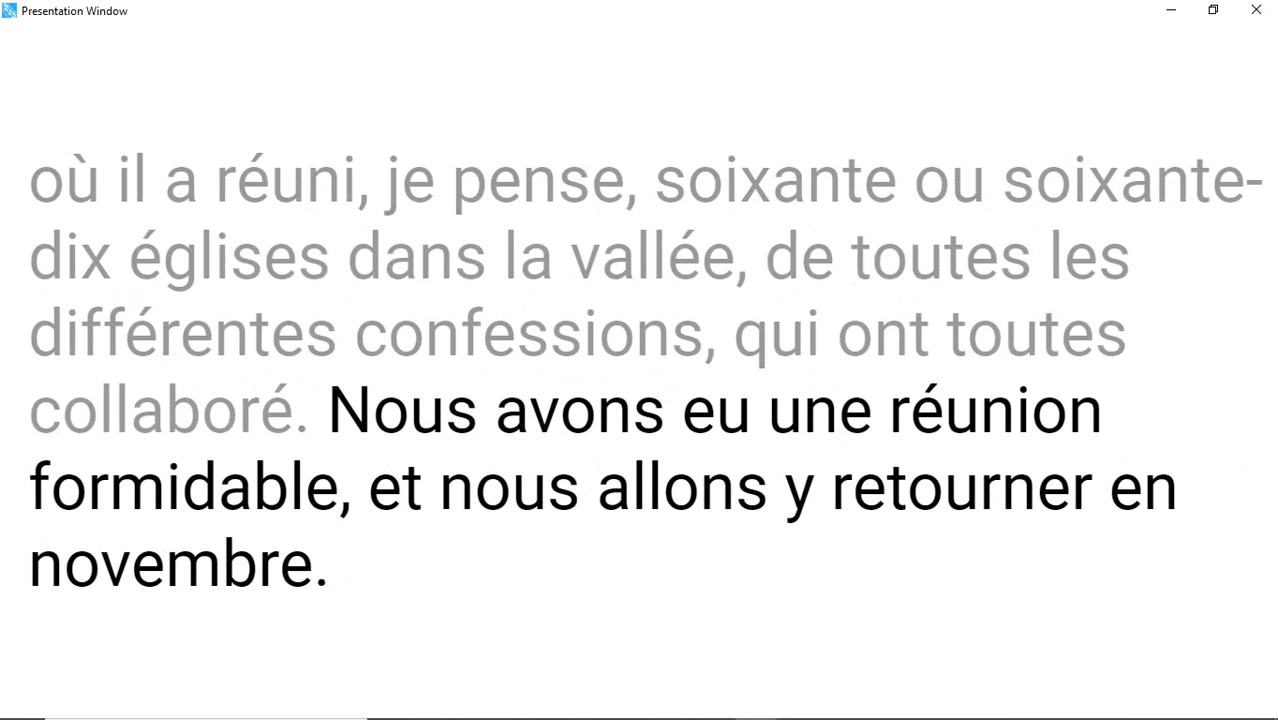 Presentation Window
où il a réuni, je pense, soixante ou soixante-
dix églises dans la vallée, de toutes les
différentes confessions, qui ont toutes
collaboré. Nous avons eu une réunion
formidable, et nous allons y retourner en
novembre.